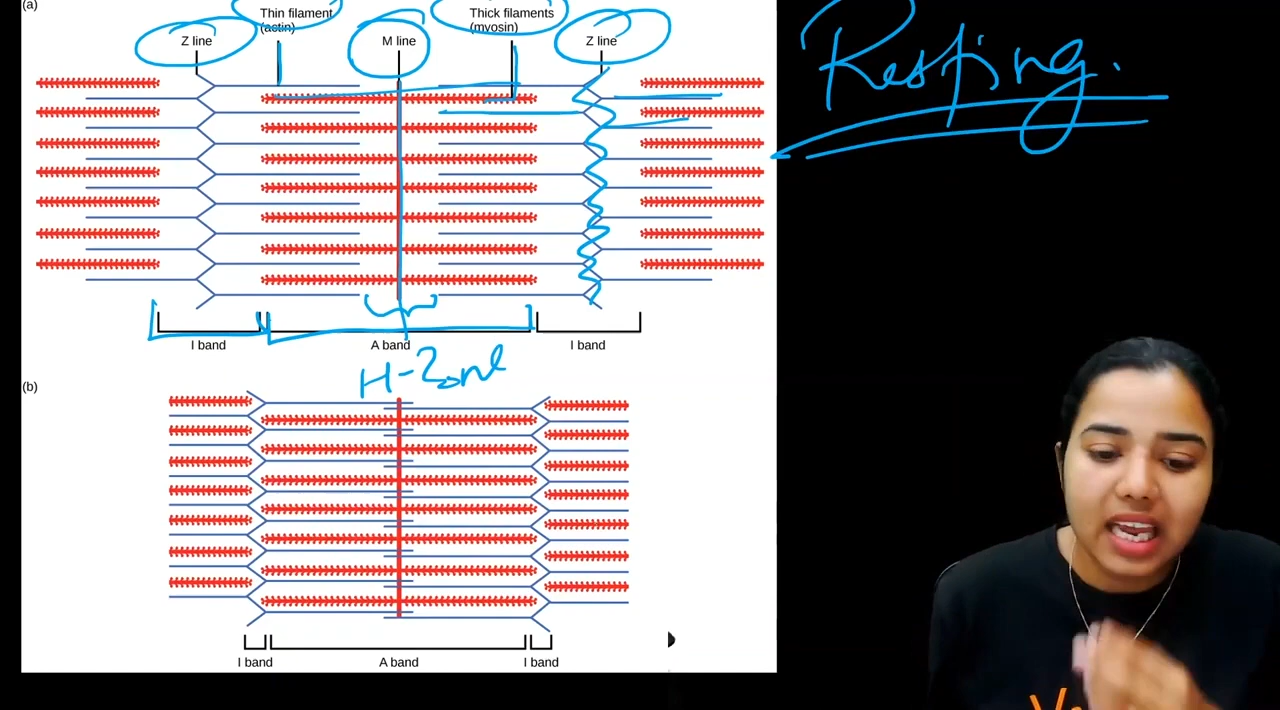 (a)
Thin filament
(actin)
Thick filaments
(myosin)
Z line
M line
Z line
Resting.
I band
A band
I band
H-Zone
(b)
I band
A band
I band